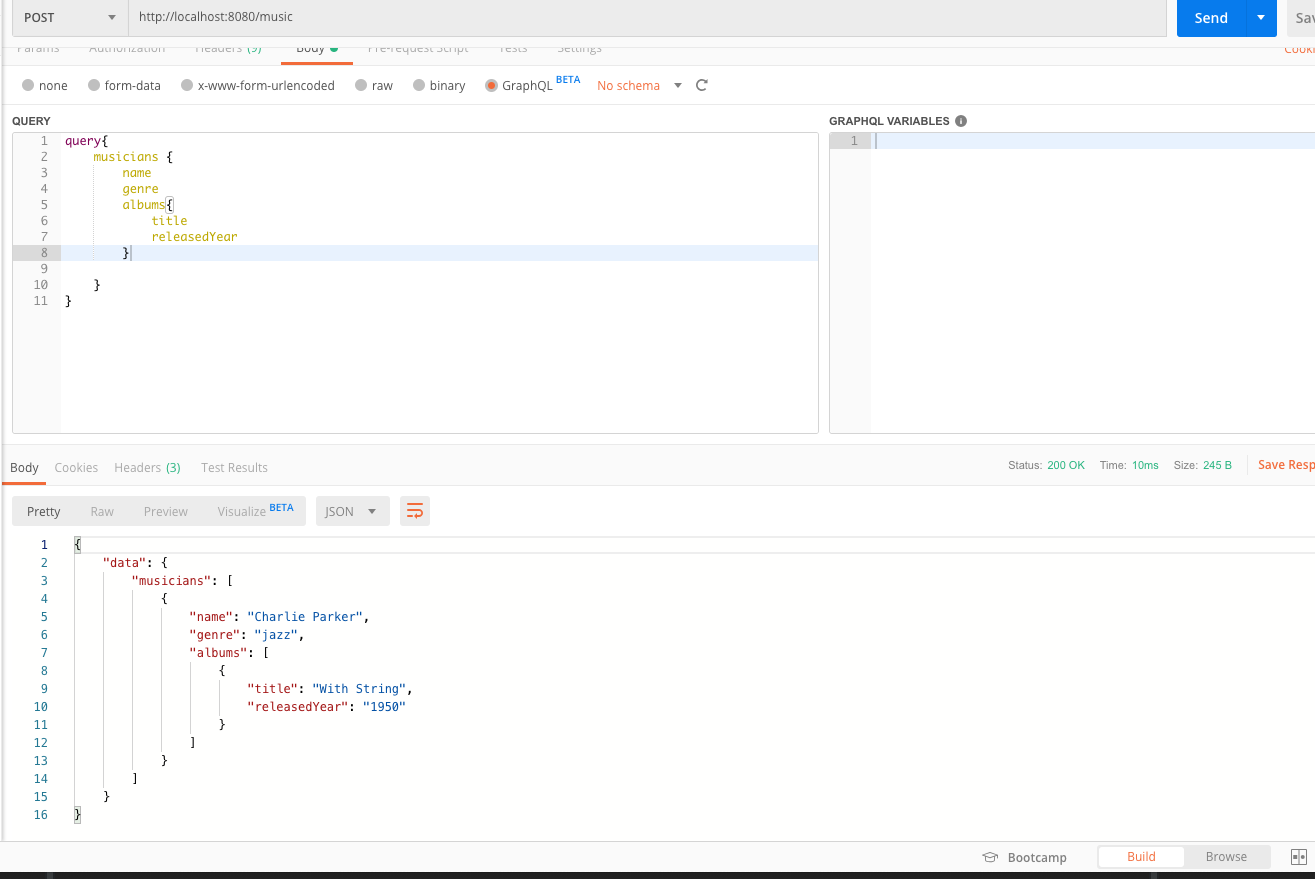 POST http://localhost:8080/music Send Sav
Params Authorization Headers (9) Body Pre-request Script Tests Settings Cooki
none form-data x-www-form-urlencoded raw binary GraphQL BETA No schema
QUERY GRAPHQL VARIABLES
1 query{ 1
2 musicians {
3 name
4 genre
5 albums{
6 title
7 releasedYear
8 }
9
10 }
11 }
Body Cookies Headers (3) Test Results Status: 200 OK Time: 10ms Size: 245 B Save Resp
Pretty Raw Preview Visualize BETA JSON
1 {
2 "data": {
3 "musicians": [
4 {
5 "name": "Charlie Parker",
6 "genre": "jazz",
7 "albums": [
8 {
9 "title": "With String",
10 "releasedYear": "1950"
11 }
12 ]
13 }
14 ]
15 }
16 }
Bootcamp Build Browse